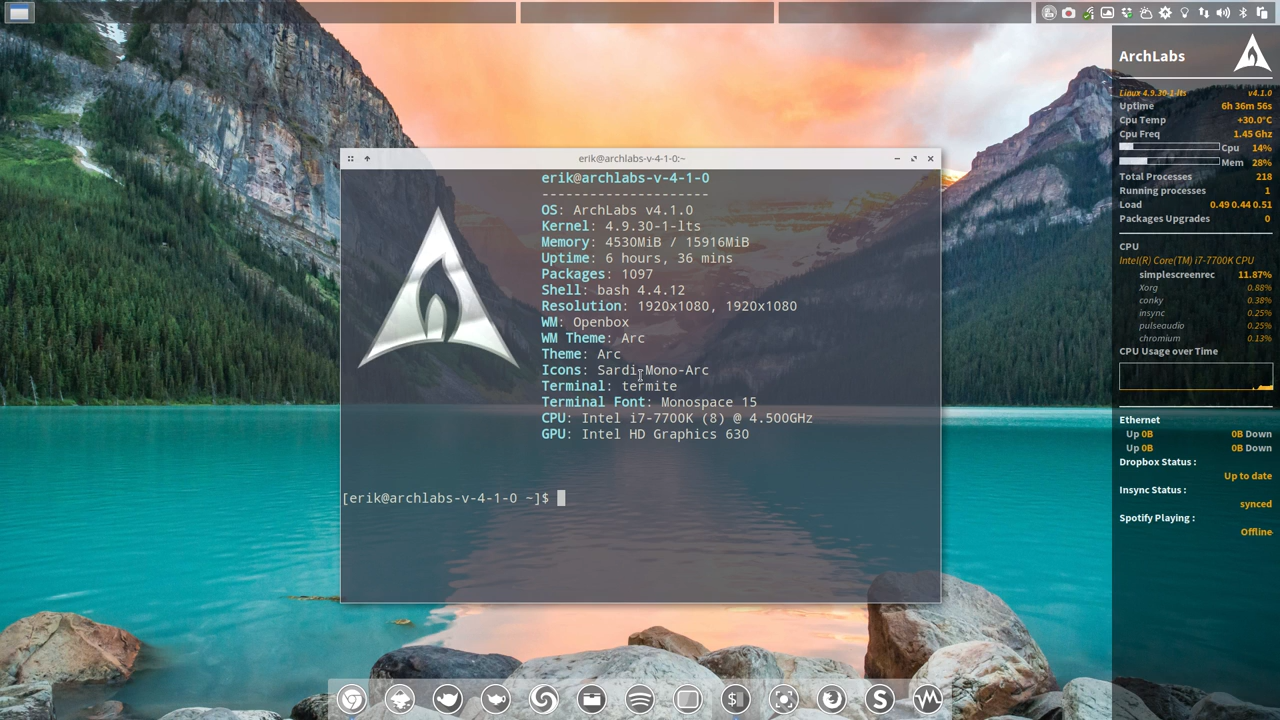 erik@archlabs-v-4-1-0:~
erik@archlabs-v-4-1-0
---------------------
OS: ArchLabs v4.1.0
Kernel: 4.9.30-1-lts
Memory: 4530MiB / 15916MiB
Uptime: 6 hours, 36 mins
Packages: 1097
Shell: bash 4.4.12
Resolution: 1920x1080, 1920x1080
WM: Openbox
WM Theme: Arc
Theme: Arc
Icons: Sardi-Mono-Arc
Terminal: termite
Terminal Font: Monospace 15
CPU: Intel i7-7700K (8) @ 4.500GHz
GPU: Intel HD Graphics 630
[erik@archlabs-v-4-1-0 ~]$
ArchLabs
Linux 4.9.30-1-lts v4.1.0
Uptime 6h 36m 56s
Cpu Temp +30.0°C
Cpu Freq 1.45 Ghz
Cpu 14%
Mem 28%
Total Processes 218
Running processes 1
Load 0.49 0.44 0.51
Packages Upgrades 0
CPU
Intel(R) Core(TM) i7-7700K CPU
simplescreenrec 11.87%
Xorg 0.88%
conky 0.38%
insync 0.25%
pulseaudio 0.25%
chromium 0.13%
CPU Usage over Time
Ethernet
Up 0B 0B Down
Up 0B 0B Down
Dropbox Status :
Up to date
Insync Status :
synced
Spotify Playing :
Offline
$
S